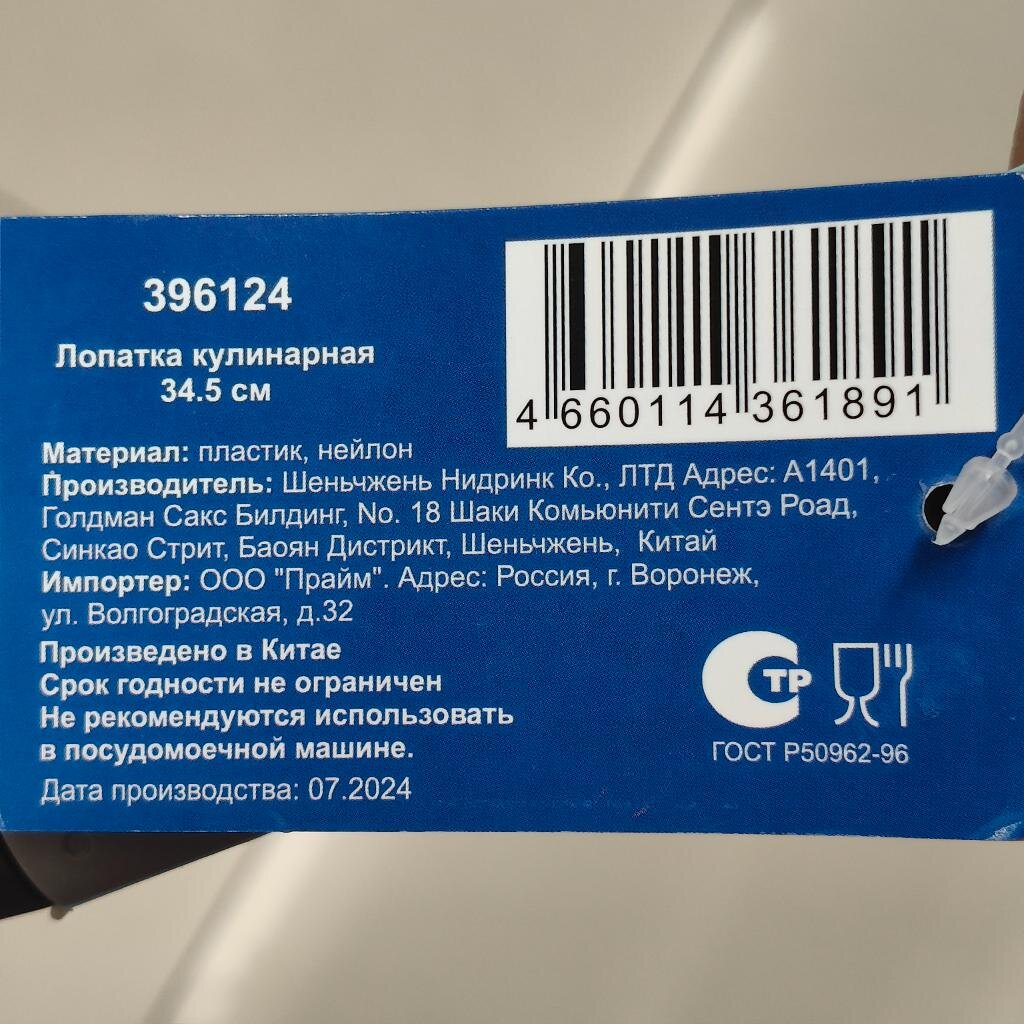 396124
Лопатка кулинарная
34.5 см
4 660114 361891
Материал: пластик, нейлон
Производитель: Шеньчжень Нидринк Ко., ЛТД Адрес: А1401,
Голдман Сакс Билдинг, No. 18 Шаки Комьюнити Сентэ Роад,
Синкао Стрит, Баоян Дистрикт, Шеньчжень, Китай
Импортер: ООО "Прайм". Адрес: Россия, г. Воронеж,
ул. Волгоградская, д.32
Произведено в Китае
Срок годности не ограничен
Не рекомендуются использовать
в посудомоечной машине.
Дата производства: 07.2024
СТР
ГОСТ Р50962-96